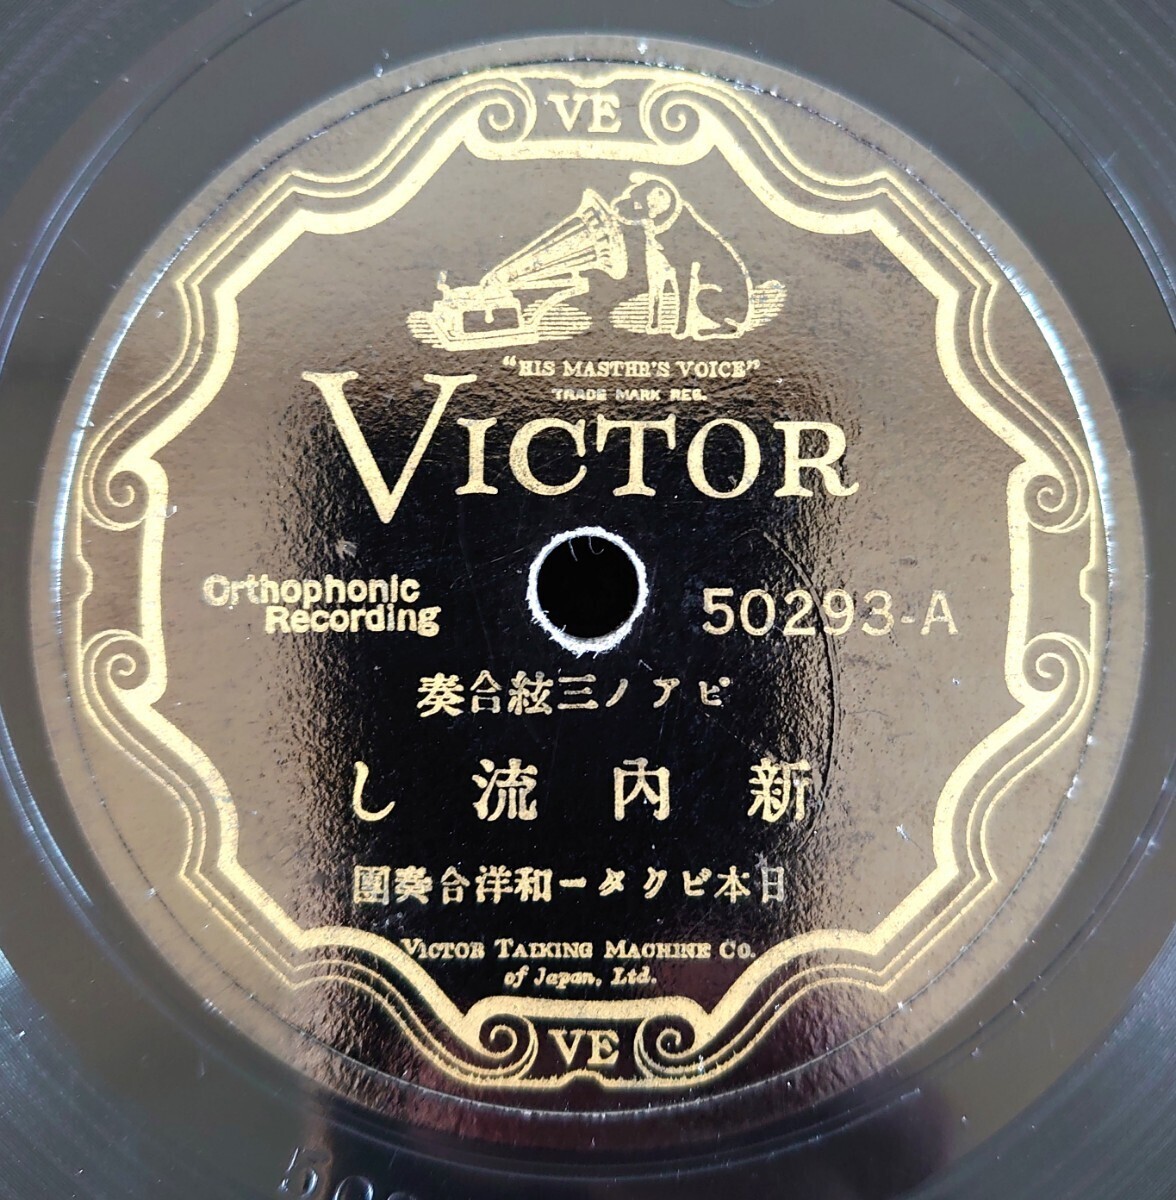 VE
"HIS MASTER'S VOICE"
TRADE MARK REG.
VICTOR
Orthophonic
Recording
50293-A
ピアノ三絃合奏
新内流し
日本ビクター和洋合奏團
VICTOR TALKING MACHINE CO.
of Japan, Ltd.
VE